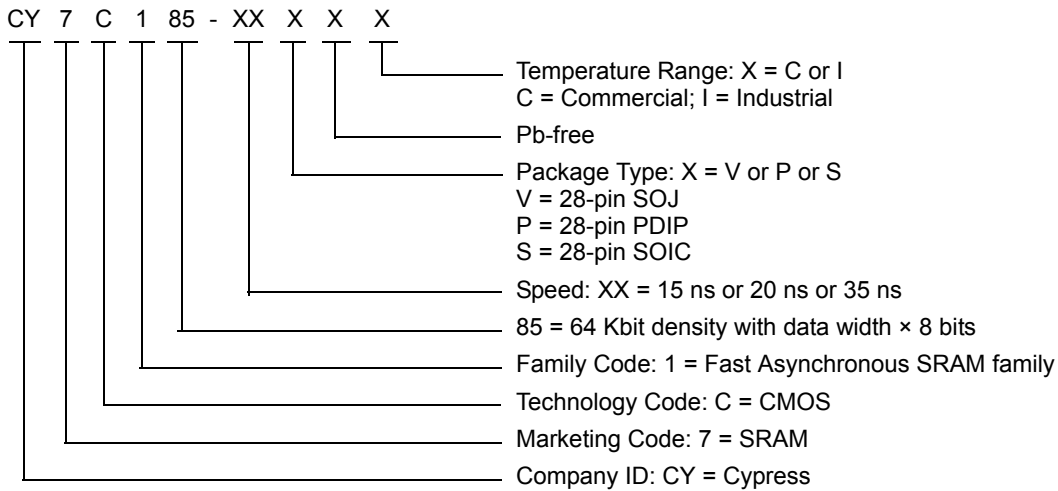 CY 7 C 1 85 - XX X X X
Temperature Range: X = C or I
C = Commercial; I = Industrial
Pb-free
Package Type: X = V or P or S
V = 28-pin SOJ
P = 28-pin PDIP
S = 28-pin SOIC
Speed: XX = 15 ns or 20 ns or 35 ns
85 = 64 Kbit density with data width × 8 bits
Family Code: 1 = Fast Asynchronous SRAM family
Technology Code: C = CMOS
Marketing Code: 7 = SRAM
Company ID: CY = Cypress